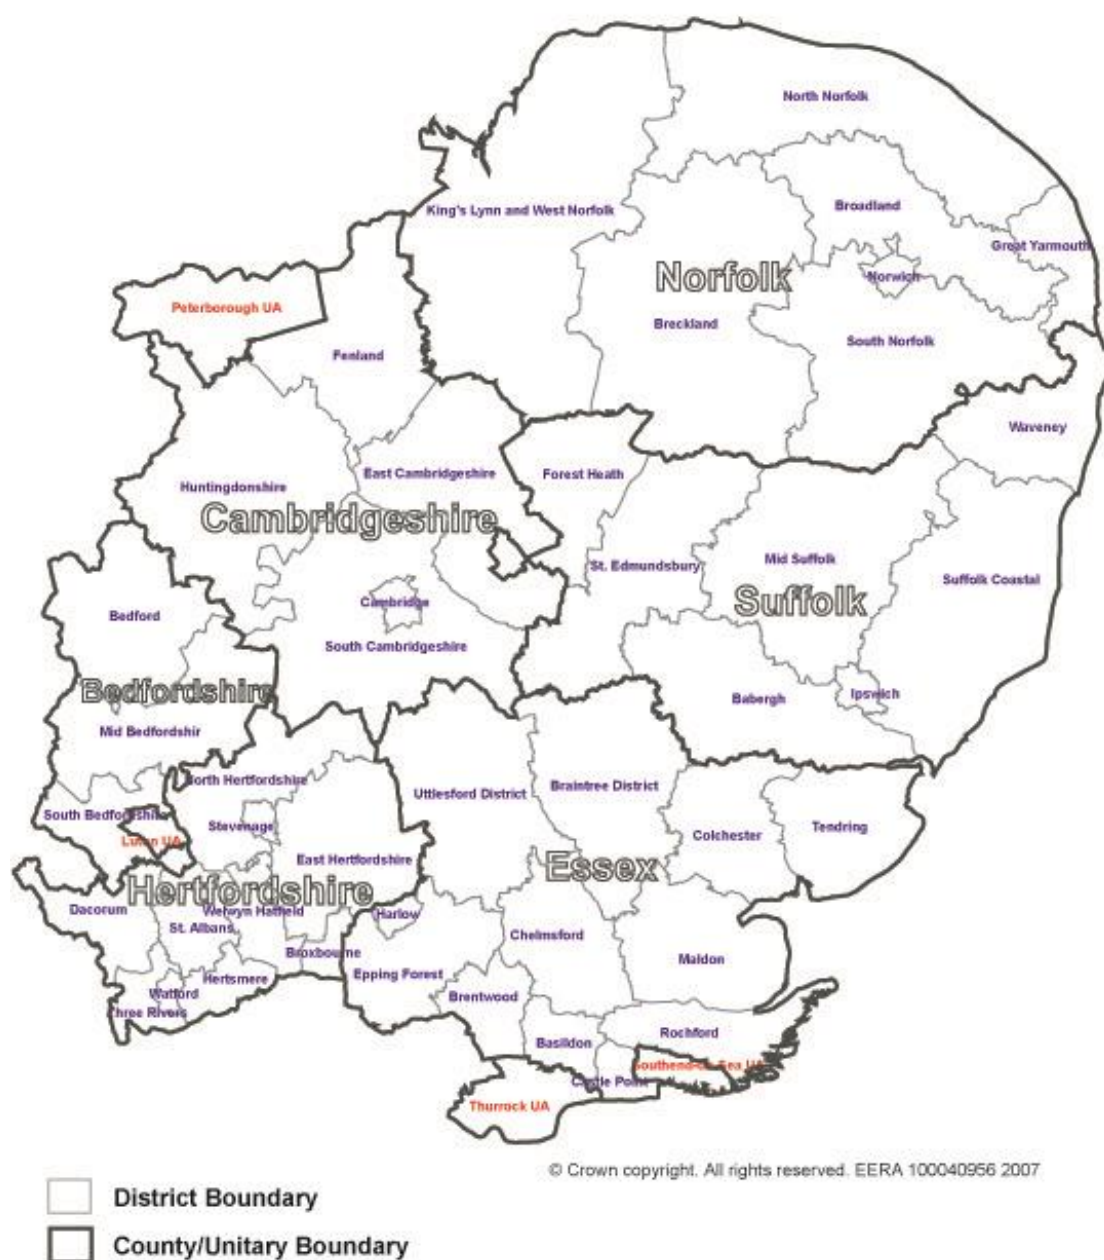 North Norfolk
King's Lynn and West Norfolk
Broadland
Great Yarmouth
Norfolk
Norwich
Peterborough UA
Breckland
South Norfolk
Fenland
Waveney
East Cambridgeshire
Forest Heath
Huntingdonshire
Cambridgeshire
Mid Suffolk
St. Edmundsbury
Suffolk Coastal
Suffolk
Cambridge
Bedford
South Cambridgeshire
Bedfordshire
Ipswich
Babergh
Mid Bedfordshir
North Hertfordshire
Braintree District
Uttlesford District
South Bedfordshire
Stevenage
Tendring
Colchester
Luton UA
East Hertfordshire
Essex
Hertfordshire
Dacorum
Welwyn Hatfield
Harlow
St. Albans
Chelmsford
Broxbourne
Maldon
Epping Forest
Hertsmere
Watford
Brentwood
Three Rivers
Rochford
Basildon
Southend-on-Sea UA
Castle Point
Thurrock UA
© Crown copyright. All rights reserved. EERA 100040956 2007
District Boundary
County/Unitary Boundary